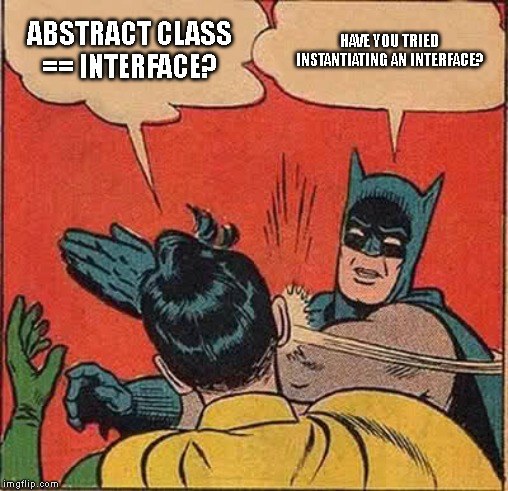 ABSTRACT CLASS
== INTERFACE?
HAVE YOU TRIED
INSTANTIATING AN INTERFACE?
imgflip.com